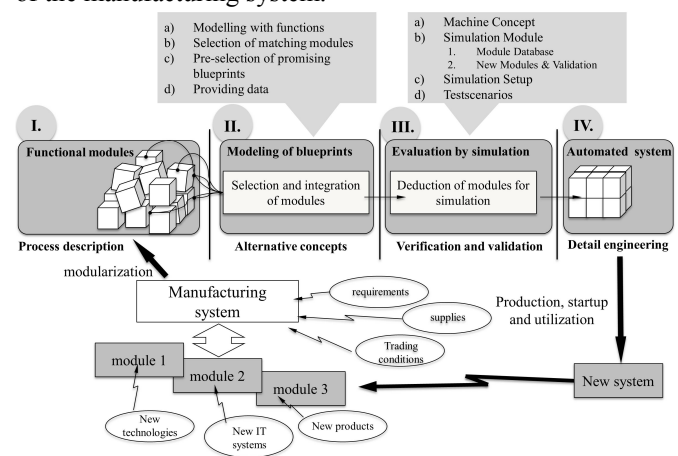 of the manufacturing system.
a) Modelling with functions
b) Selection of matching modules
c) Pre-selection of promising
blueprints
d) Providing data
a) Machine Concept
b) Simulation Module
1. Module Database
2. New Modules & Validation
c) Simulation Setup
d) Testscenarios
I.
II.
III.
IV.
Functional modules
Modeling of blueprints
Evaluation by simulation
Automated system
Selection and integration
of modules
Deduction of modules for
simulation
Process description
Alternative concepts
Verification and validation
Detail engineering
modularization
Manufacturing
system
requirements
supplies
Trading
conditions
Production, startup
and utilization
module 1
module 2
module 3
New system
New
technologies
New IT
systems
New products